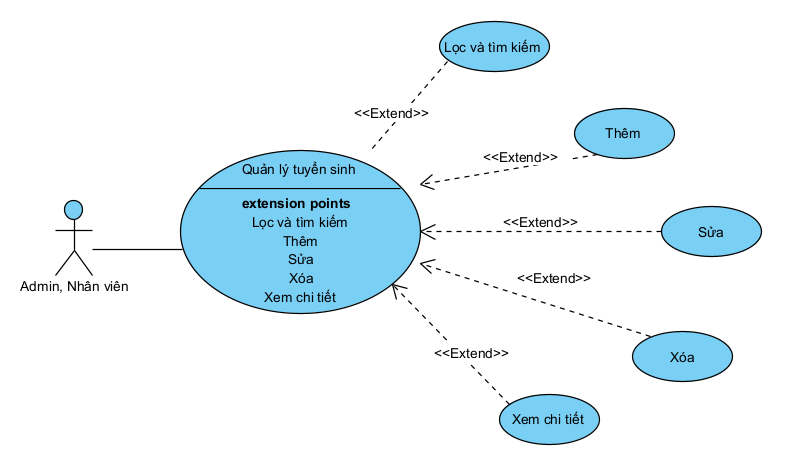 Lọc và tìm kiếm
<<Extend>>
Thêm
<<Extend>>
Quản lý tuyển sinh
extension points
Lọc và tìm kiếm
Thêm
Sửa
Xóa
Xem chi tiết
<<Extend>>
Sửa
<<Extend>>
Admin, Nhân viên
<<Extend>>
Xóa
Xem chi tiết